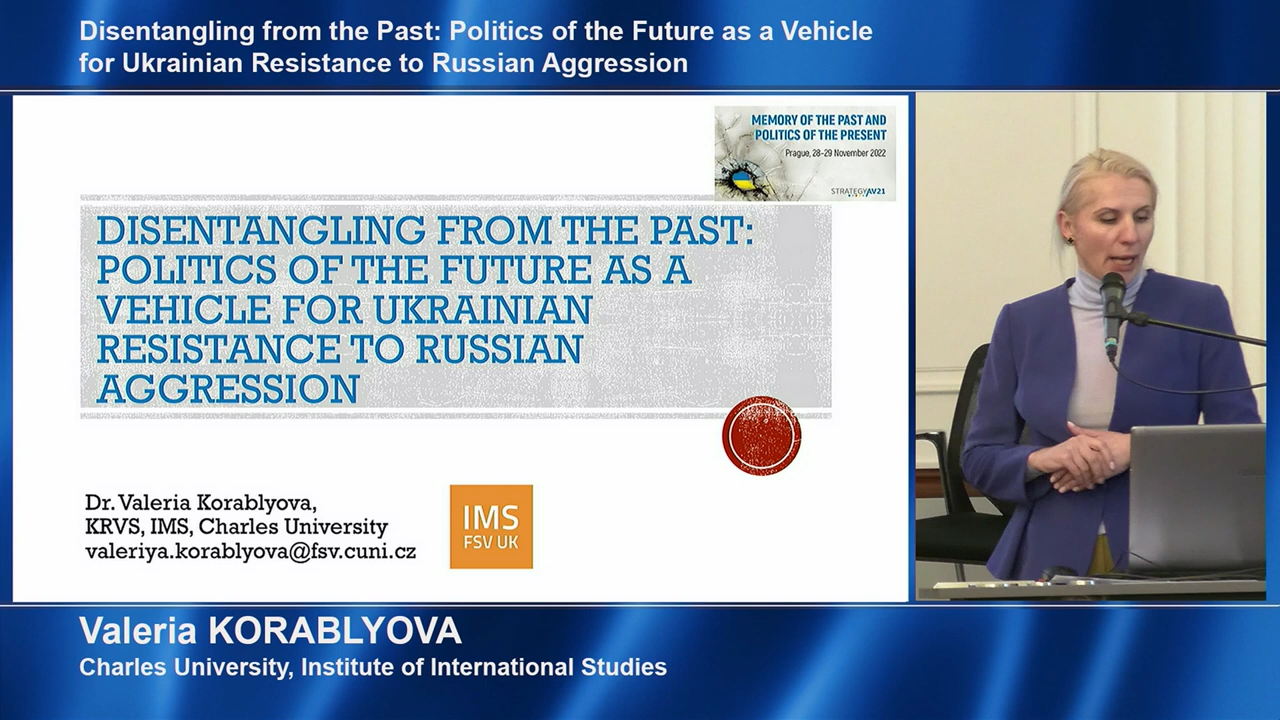 Disentangling from the Past: Politics of the Future as a Vehicle
for Ukrainian Resistance to Russian Aggression
MEMORY OF THE PAST AND
POLITICS OF THE PRESENT
Prague, 28-29 November 2022
STRATEGYAV21
DISENTANGLING FROM THE PAST:
POLITICS OF THE FUTURE AS A
VEHICLE FOR UKRAINIAN
RESISTANCE TO RUSSIAN
AGGRESSION
Dr. Valeria Korablyova,
KRVS, IMS, Charles University
valeriya.korablyova@fsv.cuni.cz
IMS
FSV UK
Valeria KORABLYOVA
Charles University, Institute of International Studies